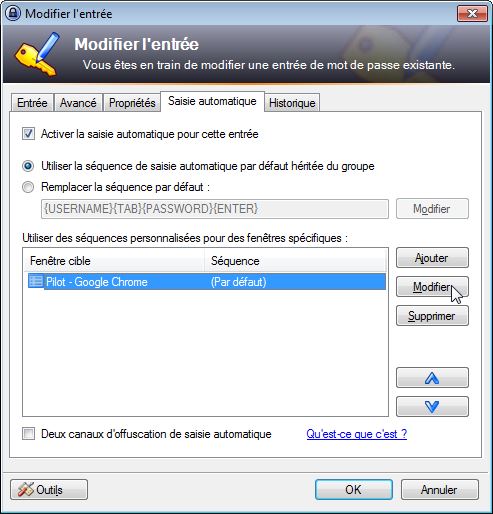 Modifier l'entrée
Modifier l'entrée
Vous êtes en train de modifier une entrée de mot de passe existante.
Entrée Avancé Propriétés Saisie automatique Historique
Activer la saisie automatique pour cette entrée
Utiliser la séquence de saisie automatique par défaut héritée du groupe
Remplacer la séquence par défaut :
{USERNAME}{TAB}{PASSWORD}{ENTER} Modifier
Utiliser des séquences personnalisées pour des fenêtres spécifiques :
Fenêtre cible Séquence Ajouter
Pilot - Google Chrome (Par défaut) Modifier
Supprimer
Deux canaux d'offuscation de saisie automatique Qu'est-ce que c'est ?
Outils OK Annuler